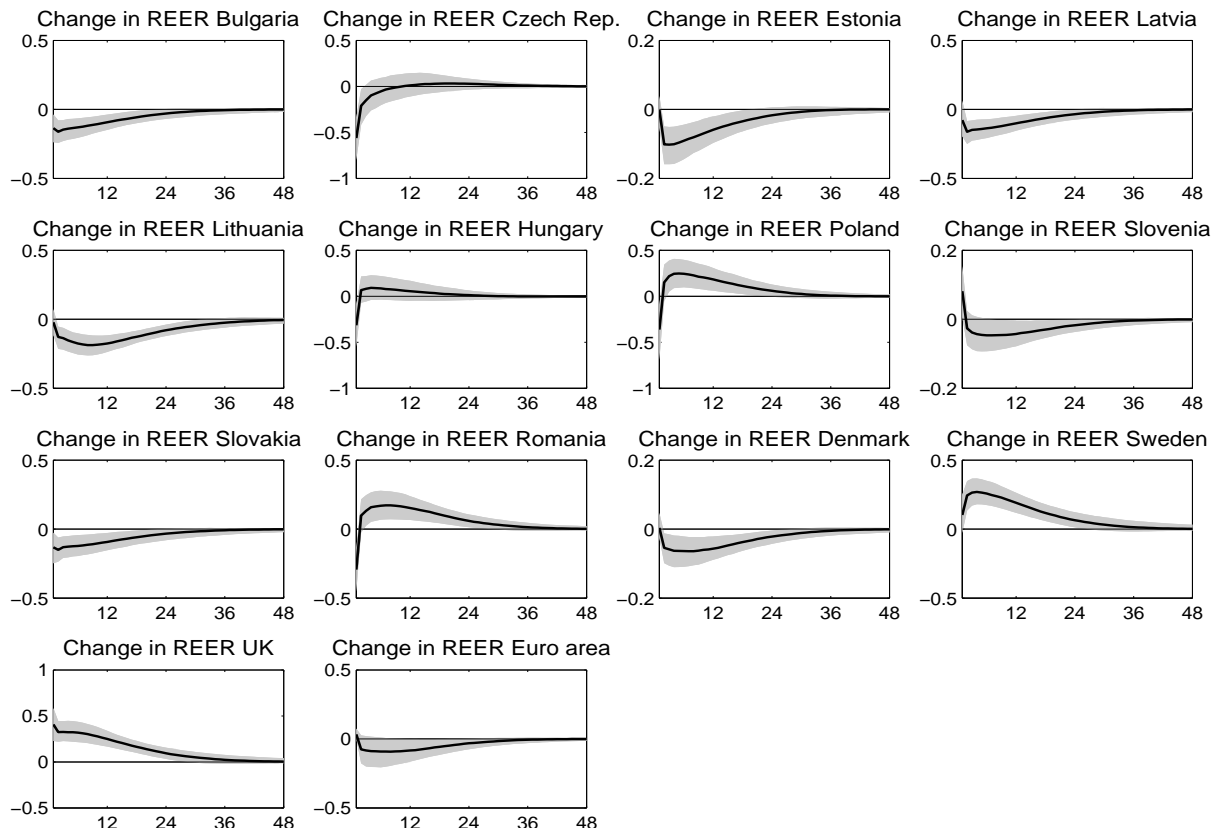 Change in REER Bulgaria
0.5
0
−0.5
12 24 36 48
Change in REER Czech Rep.
0.5
0
−0.5
−1
12 24 36 48
Change in REER Estonia
0.2
0
−0.2
12 24 36 48
Change in REER Latvia
0.5
0
−0.5
12 24 36 48
Change in REER Lithuania
0.5
0
−0.5
12 24 36 48
Change in REER Hungary
0.5
0
−0.5
−1
12 24 36 48
Change in REER Poland
0.5
0
−0.5
−1
12 24 36 48
Change in REER Slovenia
0.2
0
−0.2
12 24 36 48
Change in REER Slovakia
0.5
0
−0.5
12 24 36 48
Change in REER Romania
0.5
0
−0.5
12 24 36 48
Change in REER Denmark
0.2
0
−0.2
12 24 36 48
Change in REER Sweden
0.5
0
−0.5
12 24 36 48
Change in REER UK
1
0.5
0
−0.5
12 24 36 48
Change in REER Euro area
0.5
0
−0.5
12 24 36 48